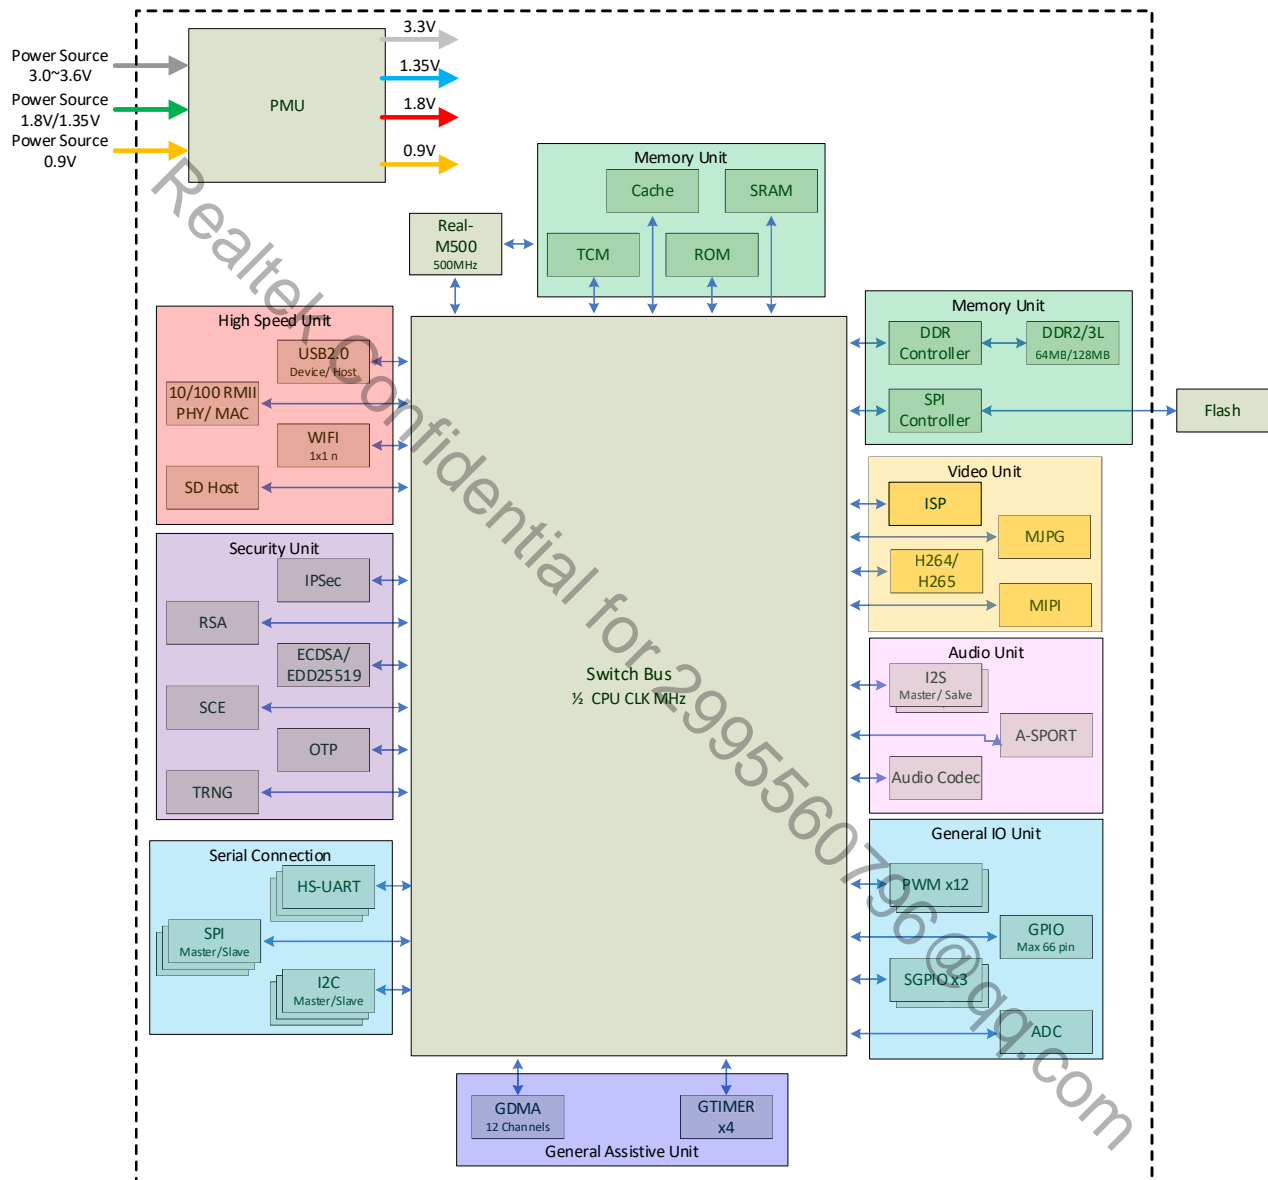 Power Source
3.0~3.6V
Power Source
1.8V/1.35V
Power Source
0.9V
PMU
3.3V
1.35V
1.8V
0.9V
Memory Unit
Cache
SRAM
TCM
ROM
Real-
M500
500MHz
High Speed Unit
USB2.0
Device/ Host
10/100 RMII
PHY/ MAC
WIFI
1x1 n
SD Host
Security Unit
IPSec
RSA
ECDSA/
EDD25519
SCE
OTP
TRNG
Serial Connection
HS-UART
SPI
Master/Slave
I2C
Master/Slave
Switch Bus
½ CPU CLK MHz
Memory Unit
DDR
Controller
DDR2/3L
64MB/128MB
SPI
Controller
Flash
Video Unit
ISP
MJPG
H264/
H265
MIPI
Audio Unit
I2S
Master/ Salve
A-SPORT
Audio Codec
General IO Unit
PWM x12
GPIO
Max 66 pin
SGPIO x3
ADC
GDMA
12 Channels
GTIMER
x4
General Assistive Unit
Realtek Confidential for 2995560796@qq.com